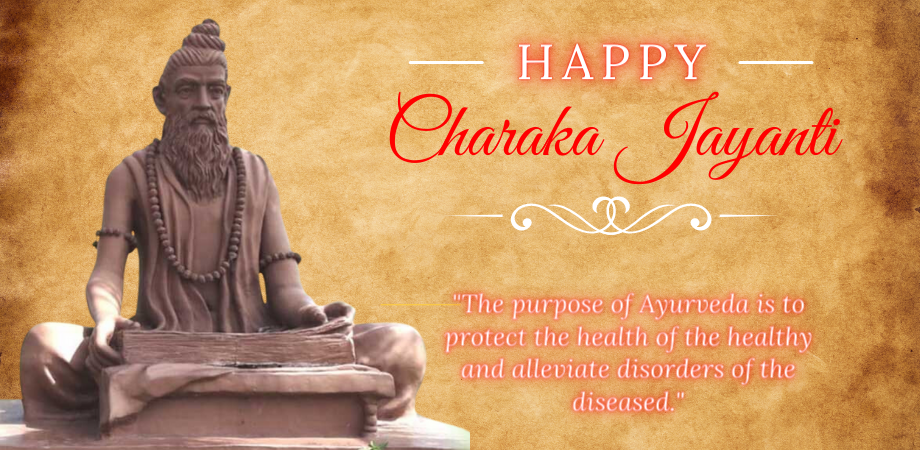 HAPPY
Charaka Jayanti
"The purpose of Ayurveda is to
protect the health of the healthy
and alleviate disorders of the
diseased."